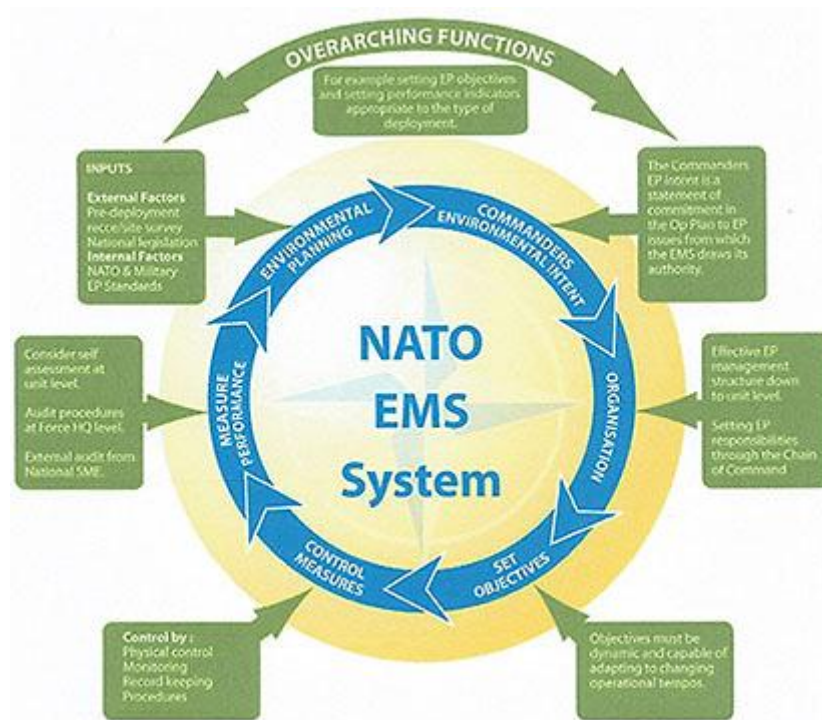 OVERARCHING FUNCTIONS
For example setting EP objectives
and setting performance indicators
appropriate to the type of
deployment.
INPUTS
External Factors
Pre-deployment
recce/site survey
National legislation
Internal Factors
NATO & Military
EP Standards
The Commanders
EP intent is a
statement of
commitment in
the Op Plan to EP
issues from which
the EMS draws its
authority.
ENVIRONMENTAL
PLANNING
COMMANDERS
ENVIRONMENTAL INTENT
NATO
EMS
System
Consider self
assessment at
unit level.
Audit procedures
at Force HQ level.
External audit from
National SME.
MEASURE
PERFORMANCE
ORGANISATION
Effective EP
management
structure down
to unit level.
Setting EP
responsibilities
through the Chain
of Command
CONTROL
MEASURES
SET
OBJECTIVES
Control by :
Physical control
Monitoring
Record keeping
Procedures
Objectives must be
dynamic and capable of
adapting to changing
operational tempos.